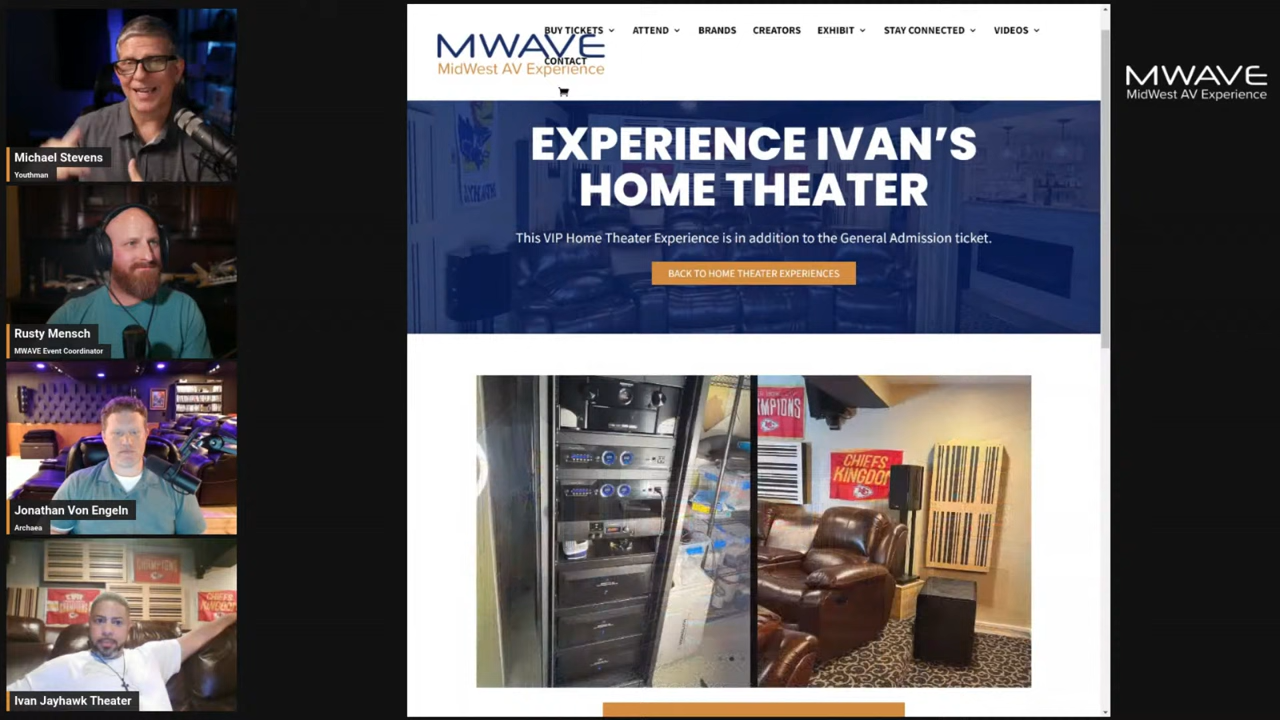 Michael Stevens
Youthman
Rusty Mensch
MWAVE Event Coordinator
Jonathan Von Engeln
Archaea
Ivan Jayhawk Theater
BUY TICKETS ATTEND BRANDS CREATORS EXHIBIT STAY CONNECTED VIDEOS
CONTACT
MWAVE
MidWest AV Experience
EXPERIENCE IVAN’S
HOME THEATER
This VIP Home Theater Experience is in addition to the General Admission ticket.
BACK TO HOME THEATER EXPERIENCES
CHIEFS
KINGDOM
MWAVE
MidWest AV Experience